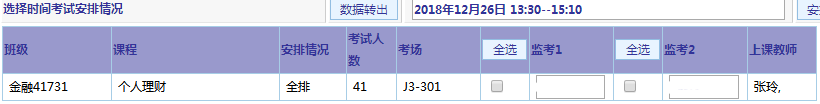 选择时间考试安排情况 数据转出 2018年12月26日 13:30--15:10
班级 课程 安排情况 考试人数 考场 全选 监考1 全选 监考2 上课教师
金融41731 个人理财 全排 41 J3-301 张玲,